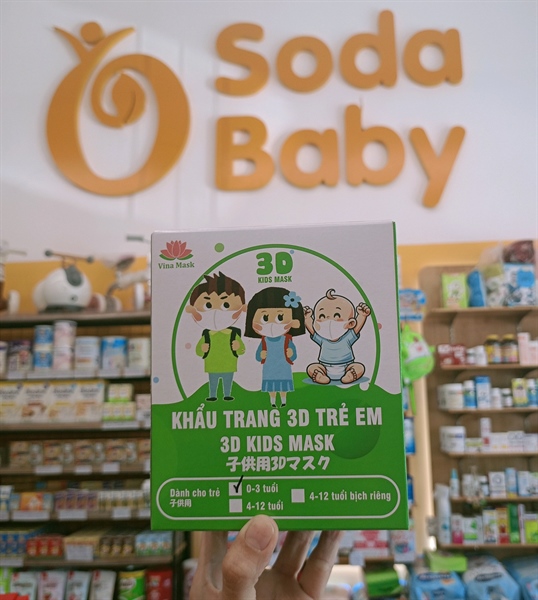 Soda
Baby
Vina Mask
3D
KIDS MASK
KHẨU TRANG 3D TRẺ EM
3D KIDS MASK
子供用3Dマスク
Dành cho trẻ
子供用
0-3 tuổi
4-12 tuổi bịch riêng
4-12 tuổi